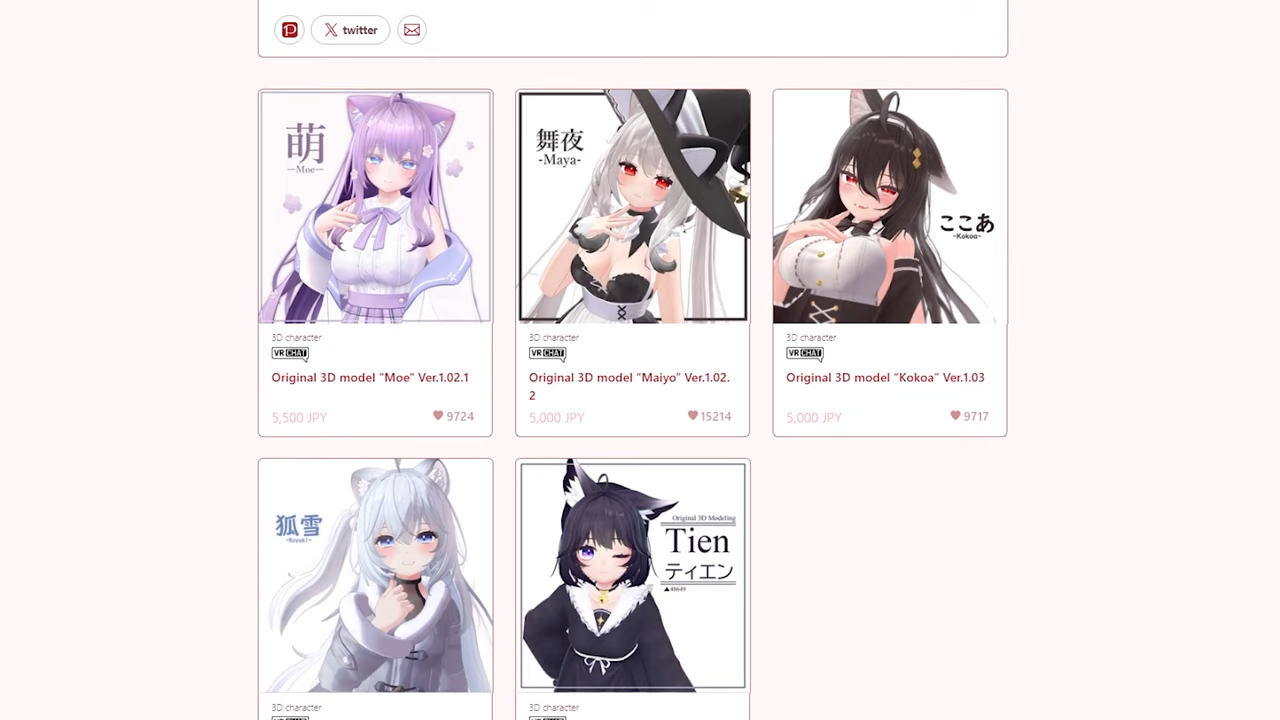 twitter
萌
—Moe—
3D character
VRCHAT
Original 3D model "Moe" Ver.1.02.1
5,500 JPY
9724
舞夜
-Maya-
3D character
VRCHAT
Original 3D model “Maiyo” Ver.1.02.
2
5,000 JPY
15214
ここあ
~Kokoa~
3D character
VRCHAT
Original 3D model “Kokoa” Ver.1.03
5,000 JPY
9717
狐雪
3D character
Original 3D Modeling
Tien
ティエン
3D character